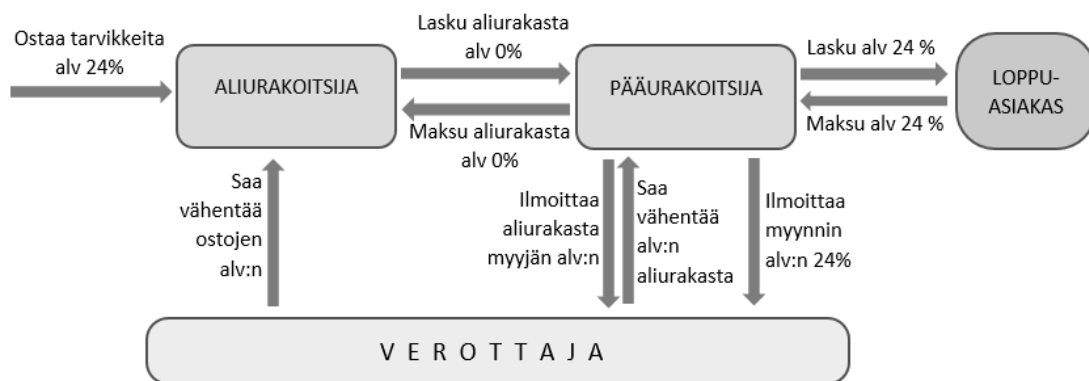 Ostaa tarvikkeita
alv 24%
ALIURAKOITSIJA
Lasku aliurakasta
alv 0%
Maksu aliurakasta
alv 0%
PÄÄURAKOITSIJA
Lasku alv 24 %
Maksu alv 24 %
LOPPU-
ASIAKAS
Saa
vähentää
ostojen
alv:n
Ilmoittaa
aliurakasta
myyjän alv:n
Saa
vähentää
alv:n
aliurakasta
Ilmoittaa
myynnin
alv:n 24%
V E R O T T A J A